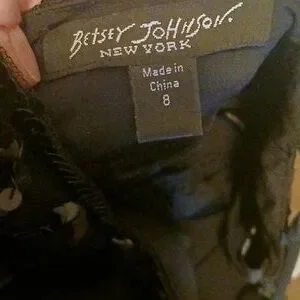 BETSEY JOHNSON.
NEW YORK
Made in
China
8